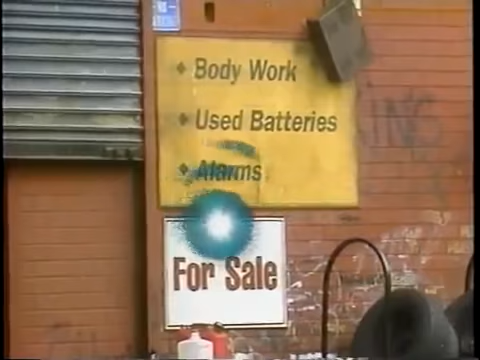 • Body Work
• Used Batteries
• Alarms
For Sale